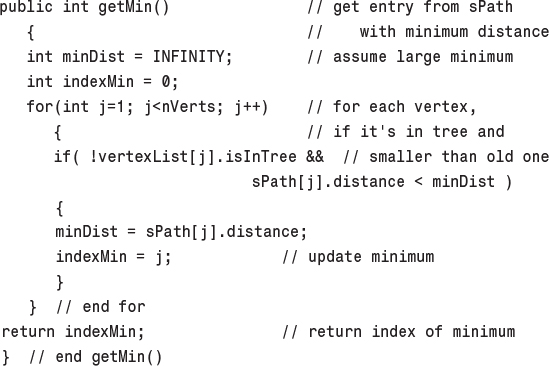 public int getMin()               // get entry from sPath
   {                              //    with minimum distance
   int minDist = INFINITY;        // assume large minimum
   int indexMin = 0;
   for(int j=1; j<nVerts; j++)    // for each vertex,
      {                           // if it's in tree and
      if( !vertexList[j].isInTree &&  // smaller than old one
                            sPath[j].distance < minDist )
      {
      minDist = sPath[j].distance;
      indexMin = j;            // update minimum
      }
   }  // end for
return indexMin;               // return index of minimum
}  // end getMin()